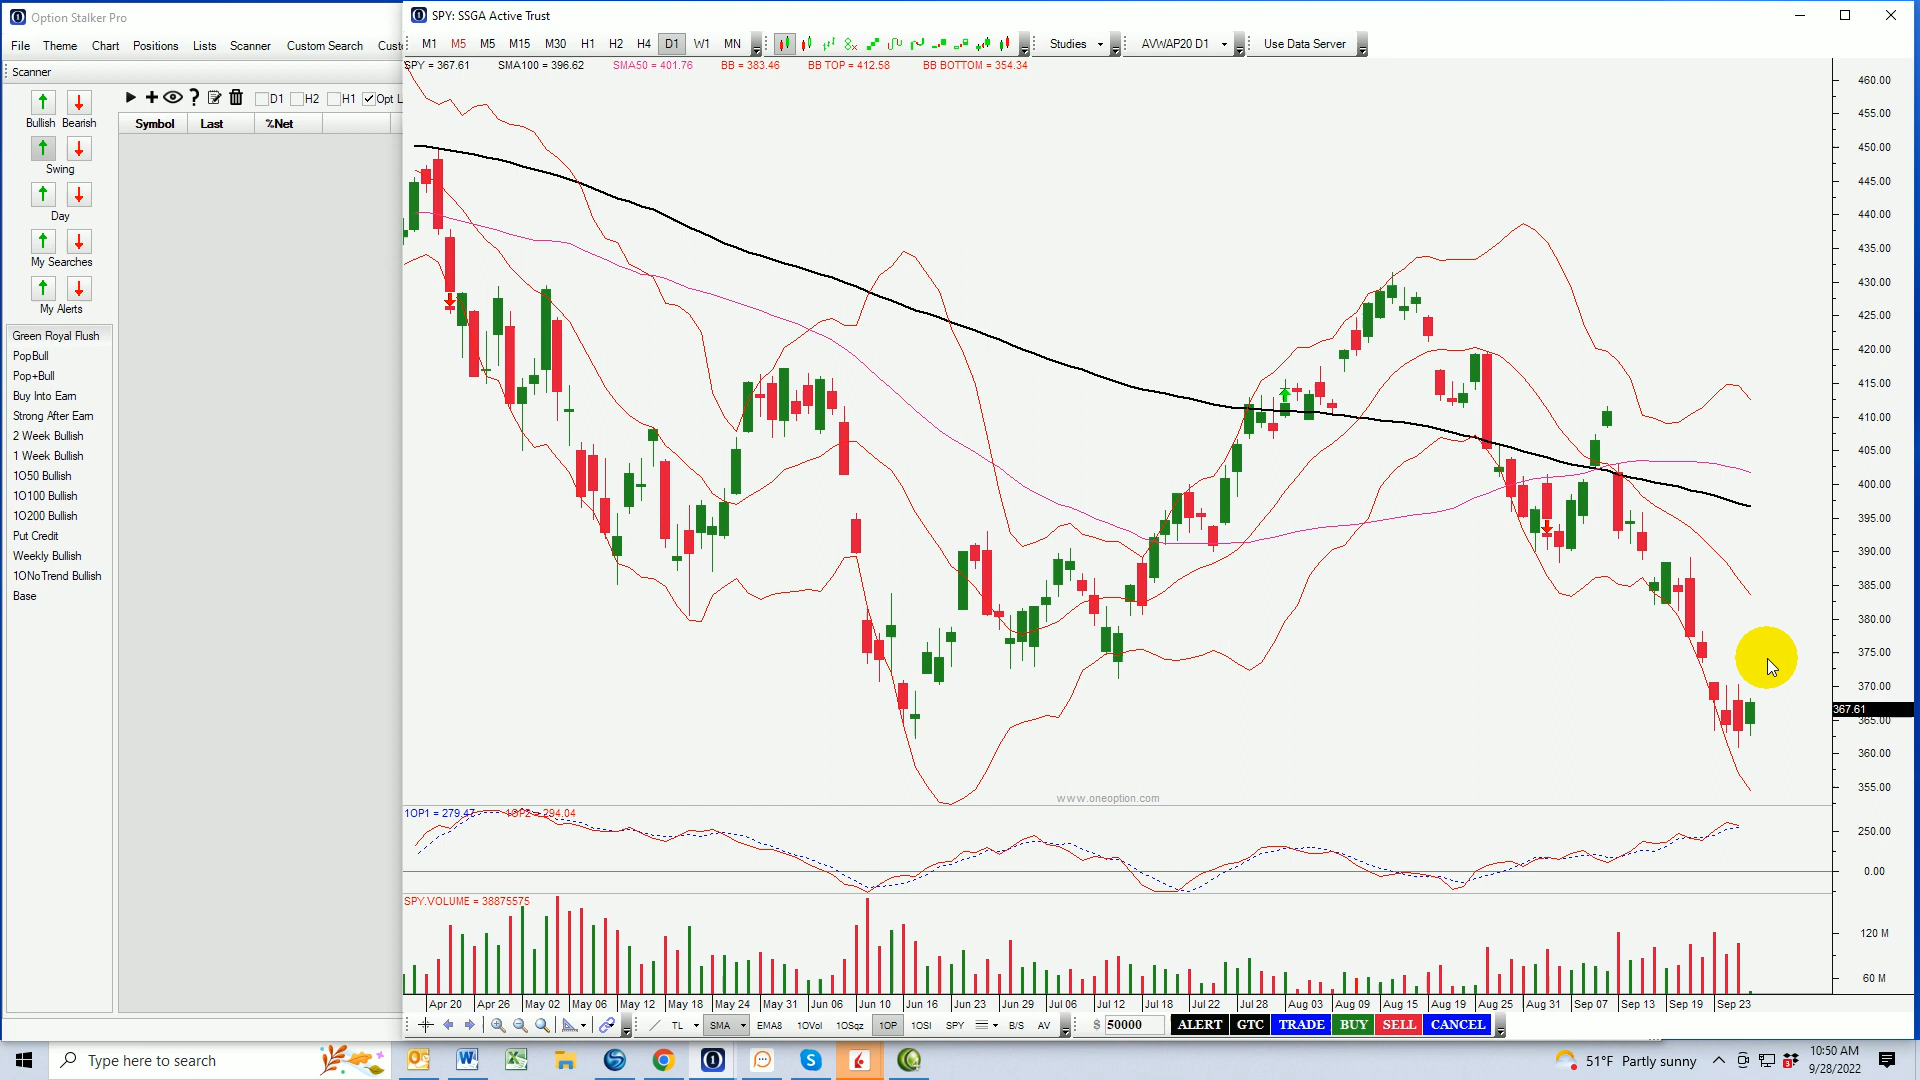 Option Stalker Pro
SPY: SSGA Active Trust
File Theme Chart Positions Lists Scanner Custom Search
M1 M5 M5 M15 M30 H1 H2 H4 D1 W1 MN Studies AVWAP20 D1 Use Data Server
Scanner
SPY = 367.61 SMA100 = 396.62 SMA50 = 401.76 BB = 383.46 BB TOP = 412.58 BB BOTTOM = 354.34
D1 H2 H1 Opt
Bullish Bearish
Symbol Last %Net
Swing
Day
My Searches
My Alerts
Green Royal Flush
PopBull
Pop+Bull
Buy Into Earn
Strong After Earn
2 Week Bullish
1 Week Bullish
1O50 Bullish
1O100 Bullish
1O200 Bullish
Put Credit
Weekly Bullish
1ONoTrend Bullish
Base
460.00
455.00
450.00
445.00
440.00
435.00
430.00
425.00
420.00
415.00
410.00
405.00
400.00
395.00
390.00
385.00
380.00
375.00
370.00
367.61
365.00
360.00
355.00
www.oneoption.com
1OP1 = 279.47 1OP2 = 294.04
250.00
0.00
SPY.VOLUME = 38875575
120 M
60 M
Apr 20 Apr 26 May 02 May 06 May 12 May 18 May 24 May 31 Jun 06 Jun 10 Jun 16 Jun 23 Jun 29 Jul 06 Jul 12 Jul 18 Jul 22 Jul 28 Aug 03 Aug 09 Aug 15 Aug 19 Aug 25 Aug 31 Sep 07 Sep 13 Sep 19 Sep 23
TL SMA EMA8 1OVol 1OSqz 1OP 1OSI SPY B/S AV $ 50000 ALERT GTC TRADE BUY SELL CANCEL
Type here to search
51°F Partly sunny
10:50 AM
9/28/2022